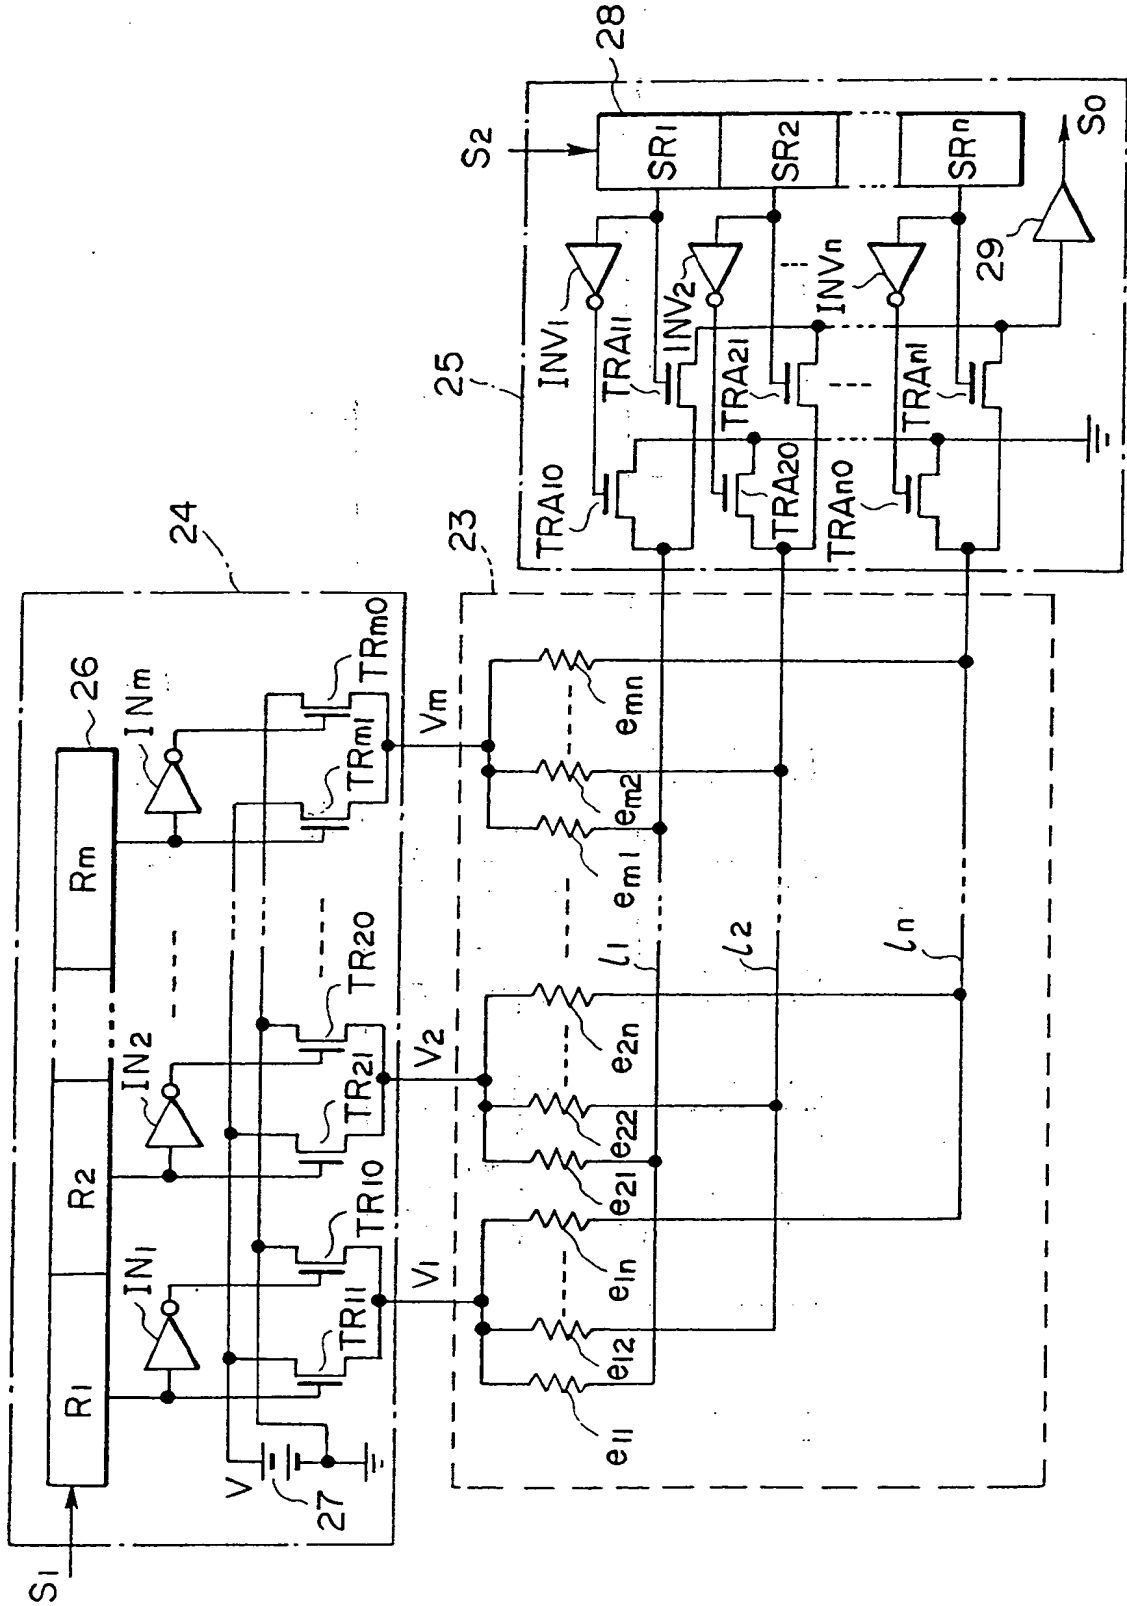 S1
24
R1 R2 Rm 26
IN1 IN2 INm
V
27
TR11 TR10 TR21 TR20 TRm1 TRm0
V1 V2 Vm
23
e11 e12 e1n e21 e22 e2n em1 em2 emn
l1
l2
ln
25
S2
28
SR1
SR2
SRn
INV1
INV2
INVn
TRA11
TRA21
TRAn1
TRA10
TRA20
TRAn0
29
S0